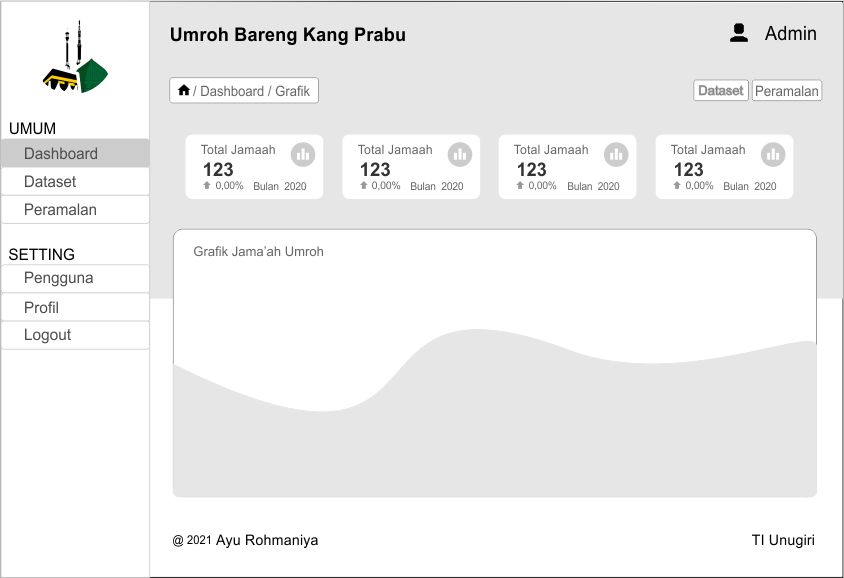 Umroh Bareng Kang Prabu
Admin
/ Dashboard / Grafik
Dataset
Peramalan
UMUM
Dashboard
Dataset
Peramalan
SETTING
Pengguna
Profil
Logout
Total Jamaah
123
0,00% Bulan 2020
Total Jamaah
123
0,00% Bulan 2020
Total Jamaah
123
0,00% Bulan 2020
Total Jamaah
123
0,00% Bulan 2020
Grafik Jama'ah Umroh
@ 2021 Ayu Rohmaniya
TI Unugiri